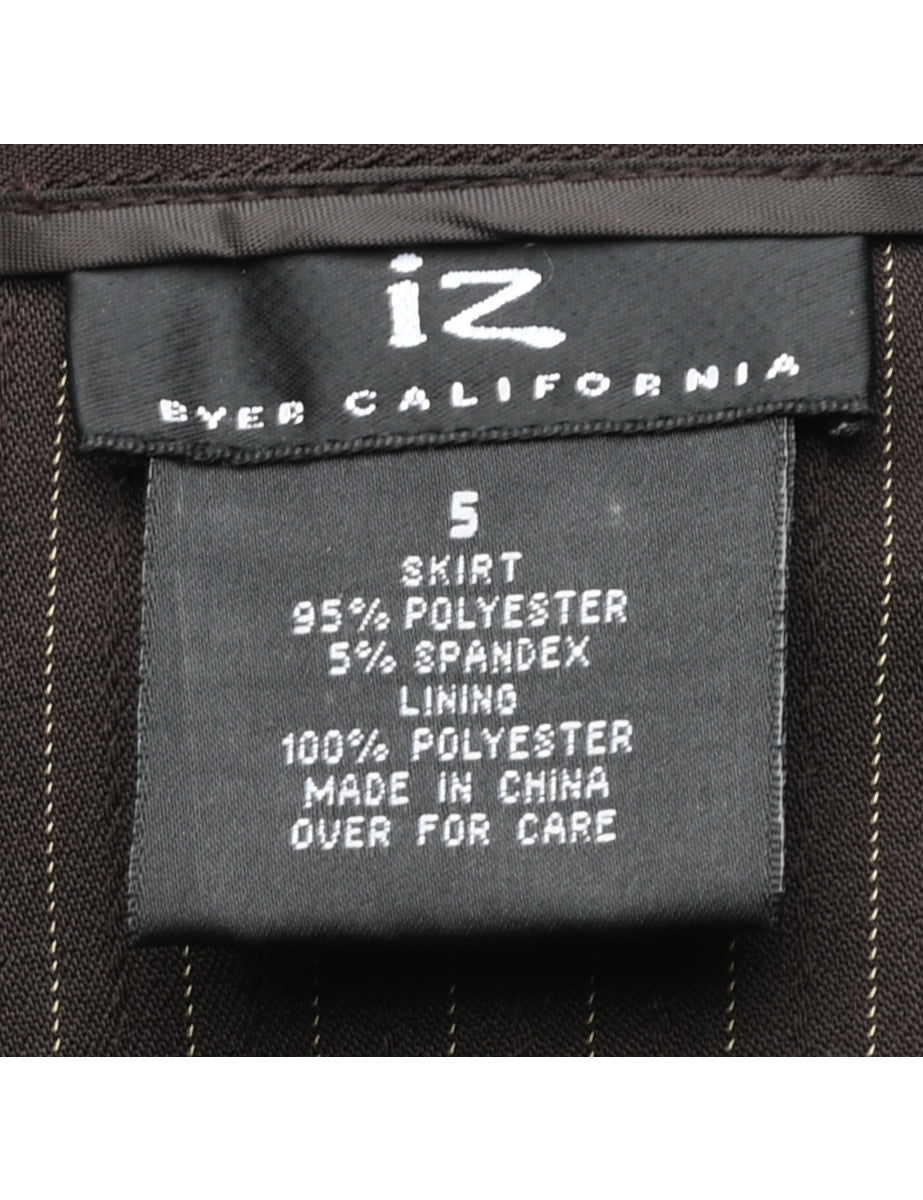 iz
BYER CALIFORNIA
5
SKIRT
95% POLYESTER
5% SPANDEX
LINING
100% POLYESTER
MADE IN CHINA
OVER FOR CARE